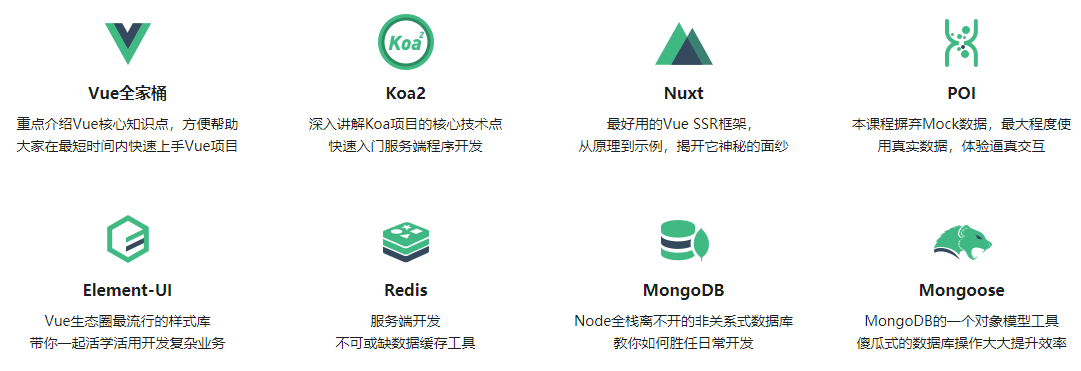 Koa2
Vue全家桶
重点介绍Vue核心知识点，方便帮助
大家在最短时间内快速上手Vue项目
Koa2
深入讲解Koa项目的核心技术点
快速入门服务端程序开发
Nuxt
最好用的Vue SSR框架，
从原理到示例，揭开它神秘的面纱
POI
本课程摒弃Mock数据，最大程度使
用真实数据，体验逼真交互
Element-UI
Vue生态圈最流行的样式库
带你一起活学活用开发复杂业务
Redis
服务端开发
不可或缺数据缓存工具
MongoDB
Node全栈离不开的非关系式数据库
教你如何胜任日常开发
Mongoose
MongoDB的一个对象模型工具
傻瓜式的数据库操作大大提升效率